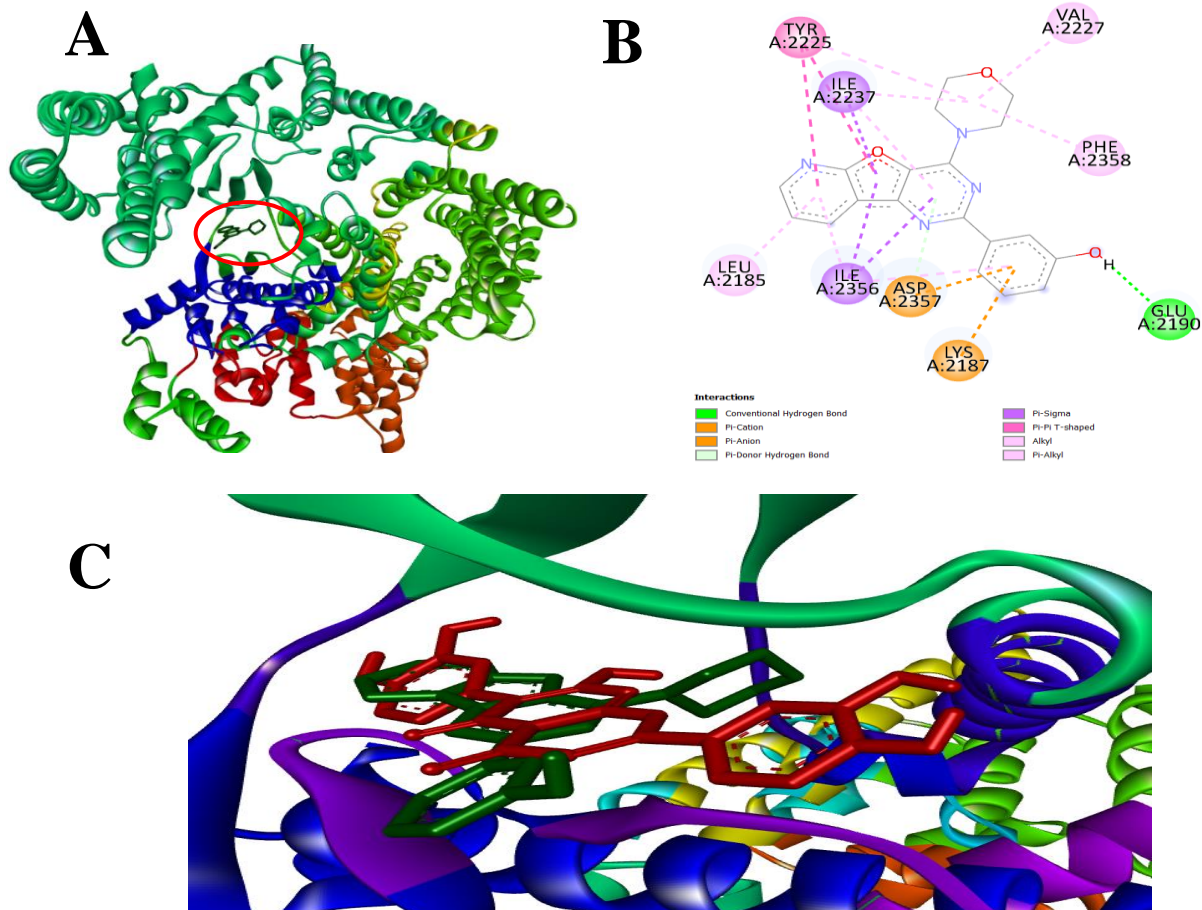 A
B
TYR
A:2225
VAL
A:2227
ILE
A:2237
O
N
PHE
A:2358
N
O
N
N
LEU
A:2185
ILE
A:2356
ASP
A:2357
O
H
GLU
A:2190
LYS
A:2187
Interactions
Conventional Hydrogen Bond
Pi-Cation
Pi-Anion
Pi-Donor Hydrogen Bond
Pi-Sigma
Pi-Pi T-shaped
Alkyl
Pi-Alkyl
C